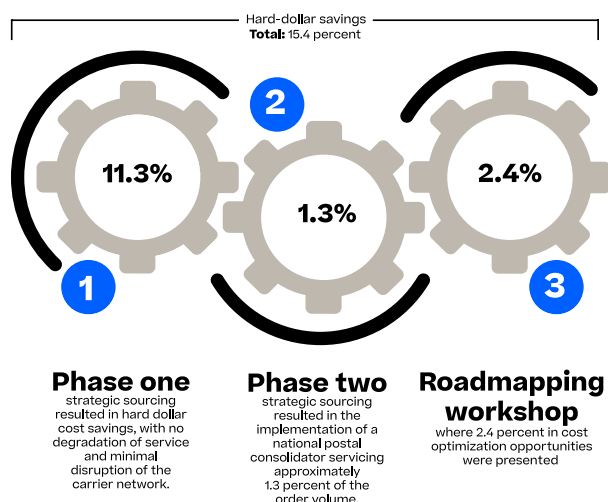 Hard-dollar savings
Total: 15.4 percent
11.3%
1
2
1.3%
2.4%
3
Phase one
strategic sourcing
resulted in hard dollar
cost savings, with no
degradation of service
and minimal
disruption of the
carrier network.
Phase two
strategic sourcing
resulted in the
implementation of a
national postal
consolidator servicing
approximately
1.3 percent of the
order volume.
Roadmapping
workshop
where 2.4 percent in cost
optimization opportunities
were presented